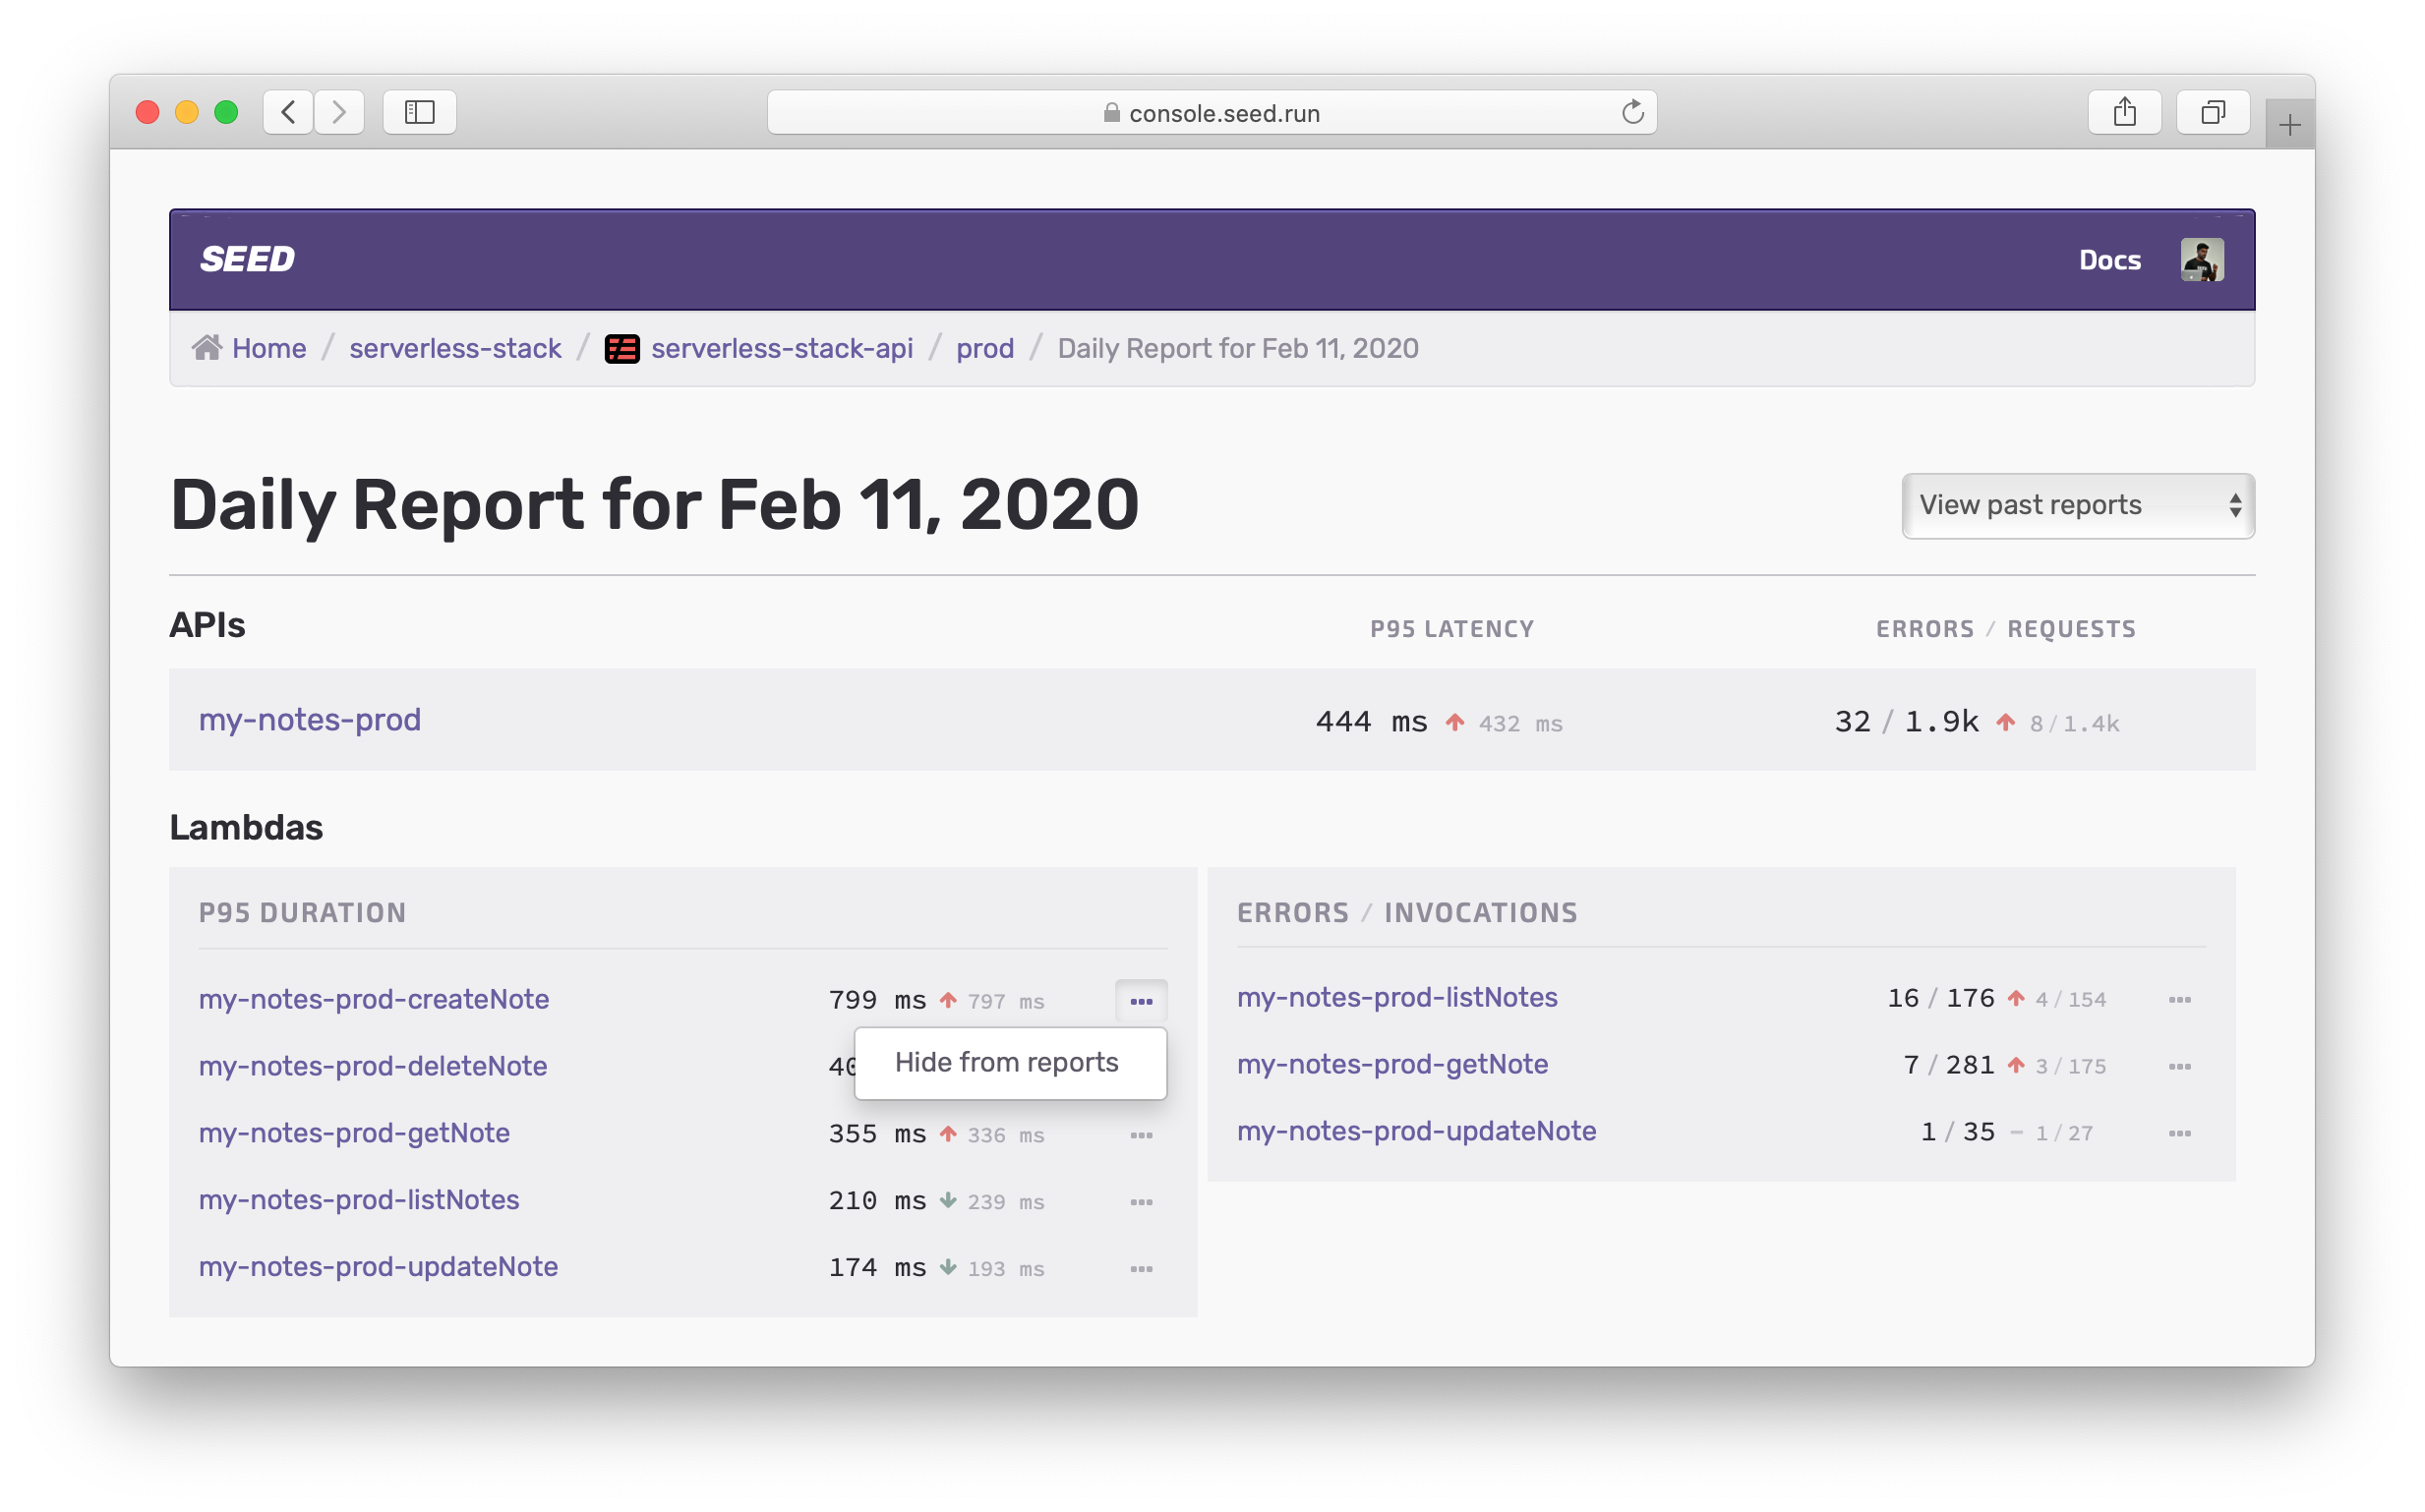 console.seed.run
SEED
Docs
Home / serverless-stack / serverless-stack-api / prod / Daily Report for Feb 11, 2020
Daily Report for Feb 11, 2020
View past reports
APIs
P95 LATENCY
ERRORS / REQUESTS
my-notes-prod
444 ms 432 ms
32 / 1.9k 8/1.4k
Lambdas
P95 DURATION
my-notes-prod-createNote 799 ms 797 ms
Hide from reports
my-notes-prod-deleteNote
my-notes-prod-getNote 355 ms 336 ms
my-notes-prod-listNotes 210 ms 239 ms
my-notes-prod-updateNote 174 ms 193 ms
ERRORS / INVOCATIONS
my-notes-prod-listNotes 16 / 176 4/154
my-notes-prod-getNote 7 / 281 3/175
my-notes-prod-updateNote 1 / 35 – 1/27